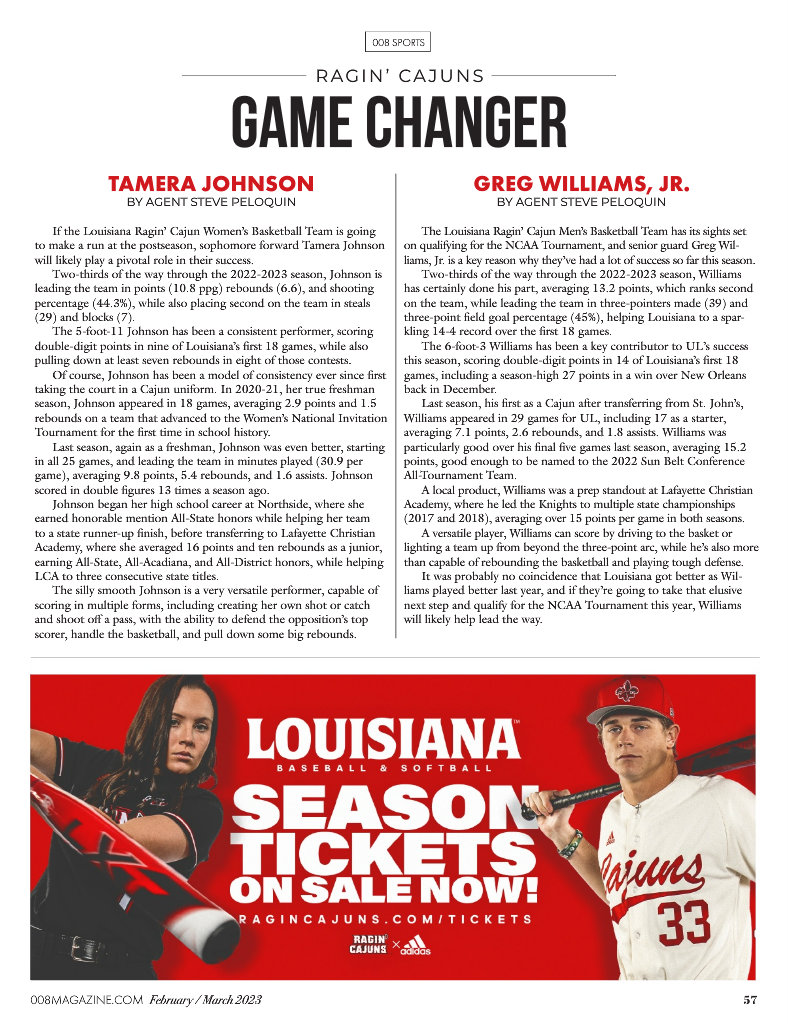 008 SPORTS
RAGIN' CAJUNS
GAME CHANGER
TAMERA JOHNSON
BY AGENT STEVE PELOQUIN
If the Louisiana Ragin' Cajun Women's Basketball Team is going
to make a run at the postseason, sophomore forward Tamera Johnson
will likely play a pivotal role in their success.
Two-thirds of the way through the 2022-2023 season, Johnson is
leading the team in points (10.8 ppg) rebounds (6.6), and shooting
percentage (44.3%), while also placing second on the team in steals
(29) and blocks (7).
The 5-foot-11 Johnson has been a consistent performer, scoring
double-digit points in nine of Louisiana's first 18 games, while also
pulling down at least seven rebounds in eight of those contests.
Of course, Johnson has been a model of consistency ever since first
taking the court in a Cajun uniform. In 2020-21, her true freshman
season, Johnson appeared in 18 games, averaging 2.9 points and 1.5
rebounds on a team that advanced to the Women's National Invitation
Tournament for the first time in school history.
Last season, again as a freshman, Johnson was even better, starting
in all 25 games, and leading the team in minutes played (30.9 per
game), averaging 9.8 points, 5.4 rebounds, and 1.6 assists. Johnson
scored in double figures 13 times a season ago.
Johnson began her high school career at Northside, where she
earned honorable mention All-State honors while helping her team
to a state runner-up finish, before transferring to Lafayette Christian
Academy, where she averaged 16 points and ten rebounds as a junior,
earning All-State, All-Acadiana, and All-District honors, while helping
LCA to three consecutive state titles.
The silly smooth Johnson is a very versatile performer, capable of
scoring in multiple forms, including creating her own shot or catch
and shoot off a pass, with the ability to defend the opposition's top
scorer, handle the basketball, and pull down some big rebounds.
GREG WILLIAMS, JR.
BY AGENT STEVE PELOQUIN
The Louisiana Ragin' Cajun Men's Basketball Team has its sights set
on qualifying for the NCAA Tournament, and senior guard Greg Wil-
liams, Jr. is a key reason why they've had a lot of success so far this season.
Two-thirds of the way through the 2022-2023 season, Williams
has certainly done his part, averaging 13.2 points, which ranks second
on the team, while leading the team in three-pointers made (39) and
three-point field goal percentage (45%), helping Louisiana to a spar-
kling 14-4 record over the first 18 games.
The 6-foot-3 Williams has been a key contributor to UL's success
this season, scoring double-digit points in 14 of Louisiana's first 18
games, including a season-high 27 points in a win over New Orleans
back in December.
Last season, his first as a Cajun after transferring from St. John's,
Williams appeared in 29 games for UL, including 17 as a starter,
averaging 7.1 points, 2.6 rebounds, and 1.8 assists. Williams was
particularly good over his final five games last season, averaging 15.2
points, good enough to be named to the 2022 Sun Belt Conference
All-Tournament Team.
A local product, Williams was a prep standout at Lafayette Christian
Academy, where he led the Knights to multiple state championships
(2017 and 2018), averaging over 15 points per game in both seasons.
A versatile player, Williams can score by driving to the basket or
lighting a team up from beyond the three-point arc, while he's also more
than capable of rebounding the basketball and playing tough defense.
It was probably no coincidence that Louisiana got better as Wil-
liams played better last year, and if they're going to take that elusive
next step and qualify for the NCAA Tournament this year, Williams
will likely help lead the way.
LOUISIANA™
BASEBALL & SOFTBALL
SEASON
TICKETS
ON SALE NOW!
RAGINCAJUNS.COM/TICKETS
RAGIN'
CAJUNS
× adidas
Cajuns
33
008MAGAZINE.COM February / March 2023
57